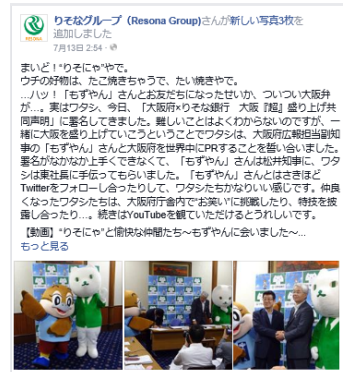 りそなグループ（Resona Group)さんが新しい写真3枚を
追加しました
RESONA
7月13日 2:54 ·
まいど！“りそにゃ”やで。
ウチの好物は、たこ焼きちゃうで、たい焼やで。
…ハッ！「もずやん」さんとお友だちになったせいか、ついつい大阪弁
が…。実はワタシ、今日、「大阪府×りそな銀行　大阪『超』盛り上げ共
同声明」に署名してきました。難しいことはよくわからないのですが、一
緒に大阪を盛り上げていこうということでワタシは、大阪府広報担当副知
事の「もずやん」さんと大阪を世界中にPRすることを誓い合いました。
署名がなかなか上手くできなくて、「もずやん」さんは松井知事に、ワタ
シは東社長に手伝ってもらいました。「もずやん」さんとはさきほど
Twitterをフォローし合ったりして、ワタシたちかなりいい感じです。仲良
くなったワタシたちは、大阪府庁舎内で“お笑い”に挑戦したり、特技を披
露し合ったり…。続きはYouTubeを観ていただけるとうれしいです。
【動画】“りそにゃ”と愉快な仲間たち～もずやんに会いました～...
もっと見る